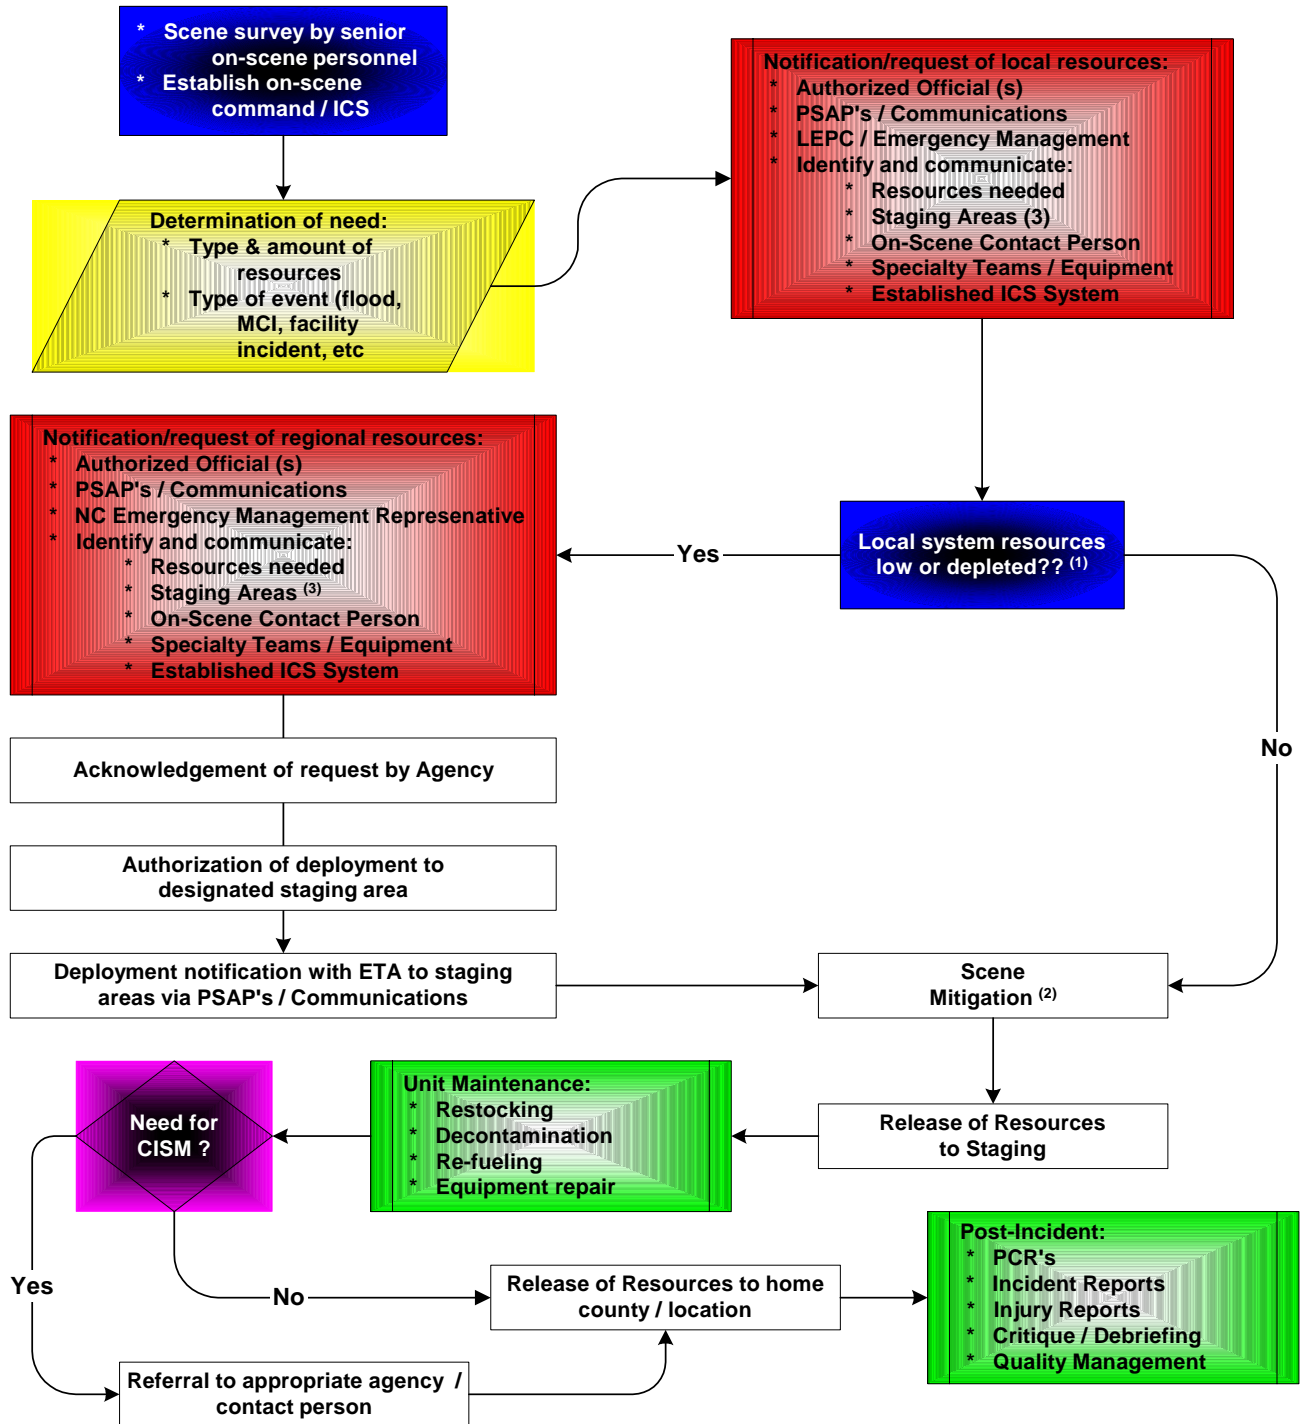 * Scene survey by senior
on-scene personnel
* Establish on-scene
command / ICS
Notification/request of local resources:
* Authorized Official (s)
* PSAP's / Communications
* LEPC / Emergency Management
* Identify and communicate:
* Resources needed
* Staging Areas (3)
* On-Scene Contact Person
* Specialty Teams / Equipment
* Established ICS System
Determination of need:
* Type & amount of
resources
* Type of event (flood,
MCI, facility
incident, etc
Notification/request of regional resources:
* Authorized Official (s)
* PSAP's / Communications
* NC Emergency Management Represenative
* Identify and communicate:
* Resources needed
* Staging Areas (3)
* On-Scene Contact Person
* Specialty Teams / Equipment
* Established ICS System
Yes
Local system resources
low or depleted?? (1)
No
Acknowledgement of request by Agency
Authorization of deployment to
designated staging area
Deployment notification with ETA to staging
areas via PSAP's / Communications
Scene
Mitigation (2)
Need for
CISM ?
Unit Maintenance:
* Restocking
* Decontamination
* Re-fueling
* Equipment repair
Release of Resources
to Staging
Yes
No
Release of Resources to home
county / location
Post-Incident:
* PCR's
* Incident Reports
* Injury Reports
* Critique / Debriefing
* Quality Management
Referral to appropriate agency /
contact person